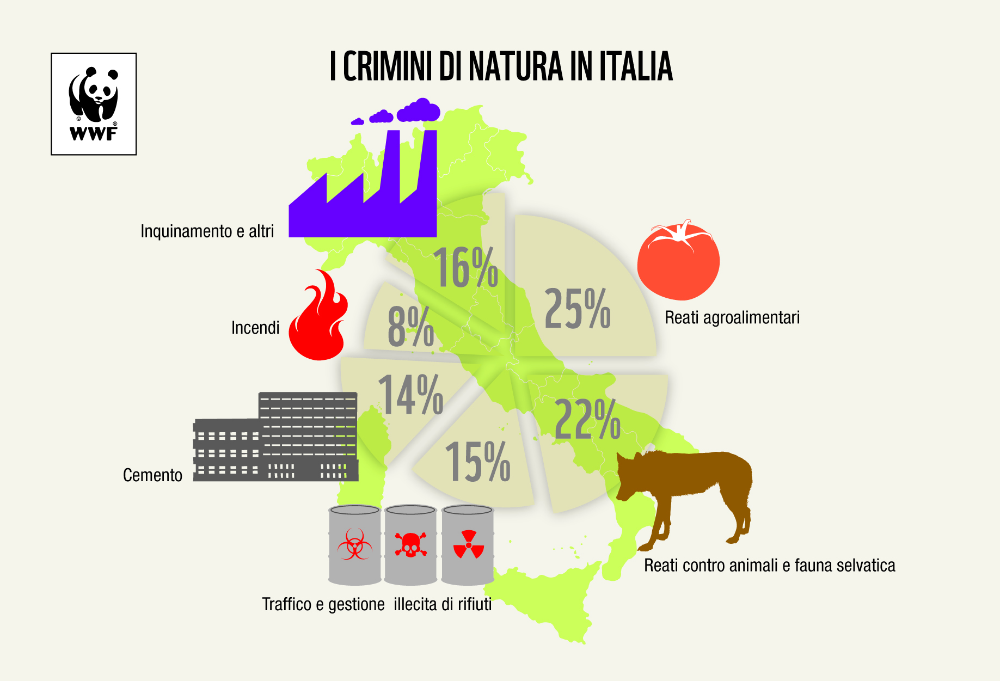 I CRIMINI DI NATURA IN ITALIA
©
®
WWF
Inquinamento e altri
16%
25%
Reati agroalimentari
Incendi
8%
14%
22%
Cemento
15%
Reati contro animali e fauna selvatica
Traffico e gestione illecita di rifiuti